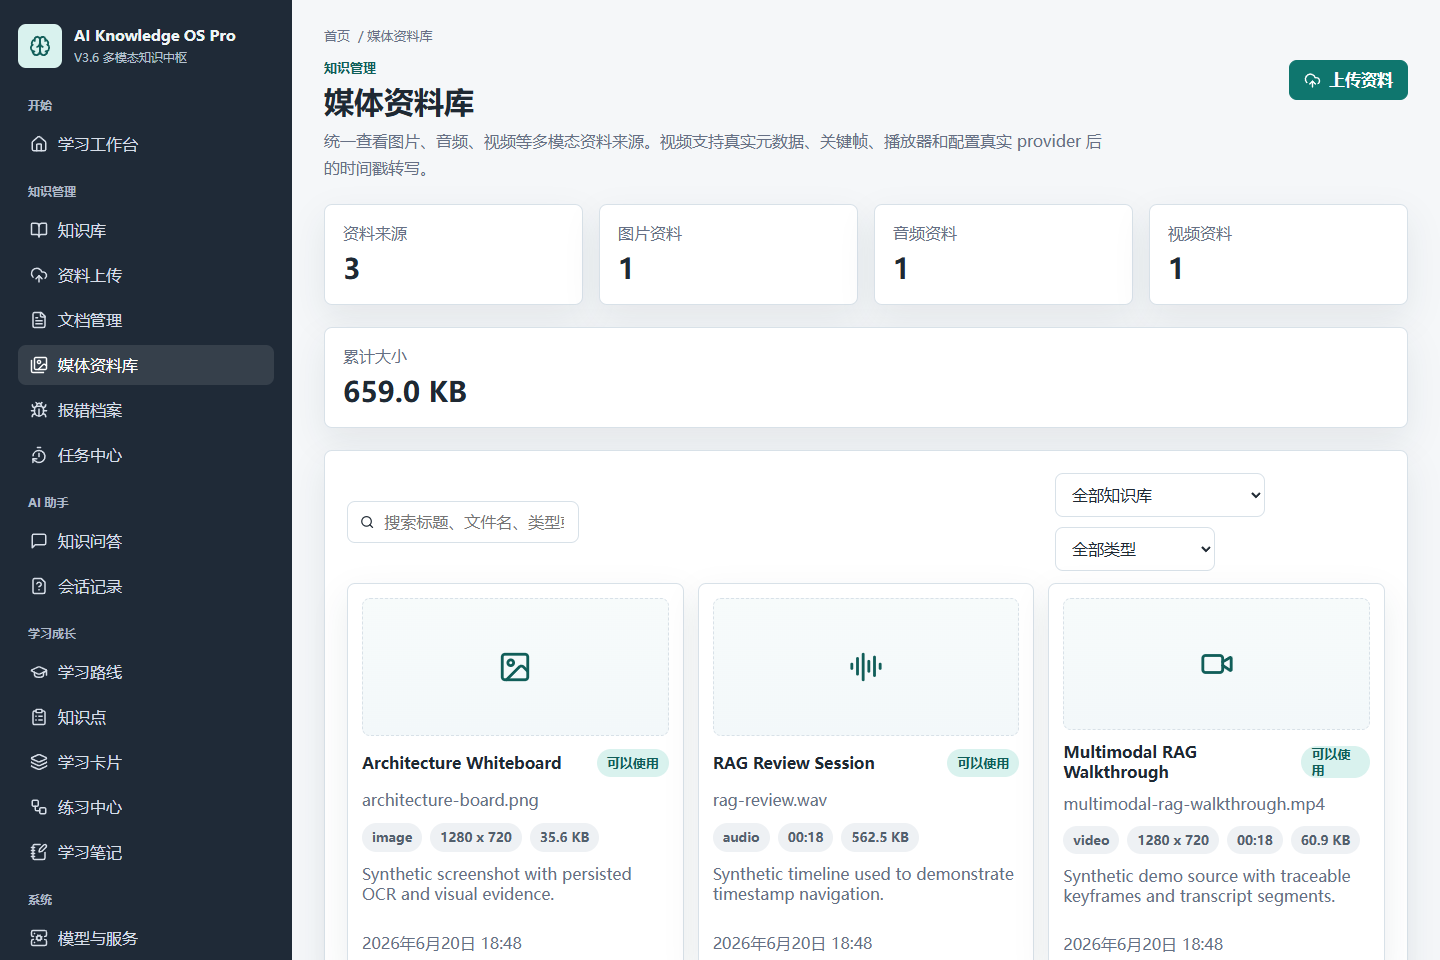 AI Knowledge OS Pro
V3.6 多模态知识中枢
开始
学习工作台
知识管理
知识库
资料上传
文档管理
媒体资料库
报错档案
任务中心
AI 助手
知识问答
会话记录
学习成长
学习路线
知识点
学习卡片
练习中心
学习笔记
系统
模型与服务
首页 / 媒体资料库
知识管理
媒体资料库
统一查看图片、音频、视频等多模态资料来源。视频支持真实元数据、关键帧、播放器和配置真实 provider 后
的时间戳转写。
上传资料
资料来源
3
图片资料
1
音频资料
1
视频资料
1
累计大小
659.0 KB
搜索标题、文件名、类型
全部知识库
全部类型
Architecture Whiteboard
可以使用
architecture-board.png
image 1280 x 720 35.6 KB
Synthetic screenshot with persisted
OCR and visual evidence.
2026年6月20日 18:48
RAG Review Session
可以使用
rag-review.wav
audio 00:18 562.5 KB
Synthetic timeline used to demonstrate
timestamp navigation.
2026年6月20日 18:48
Multimodal RAG
Walkthrough
可以使
用
multimodal-rag-walkthrough.mp4
video 1280 x 720 00:18 60.9 KB
Synthetic demo source with traceable
keyframes and transcript segments.
2026年6月20日 18:48